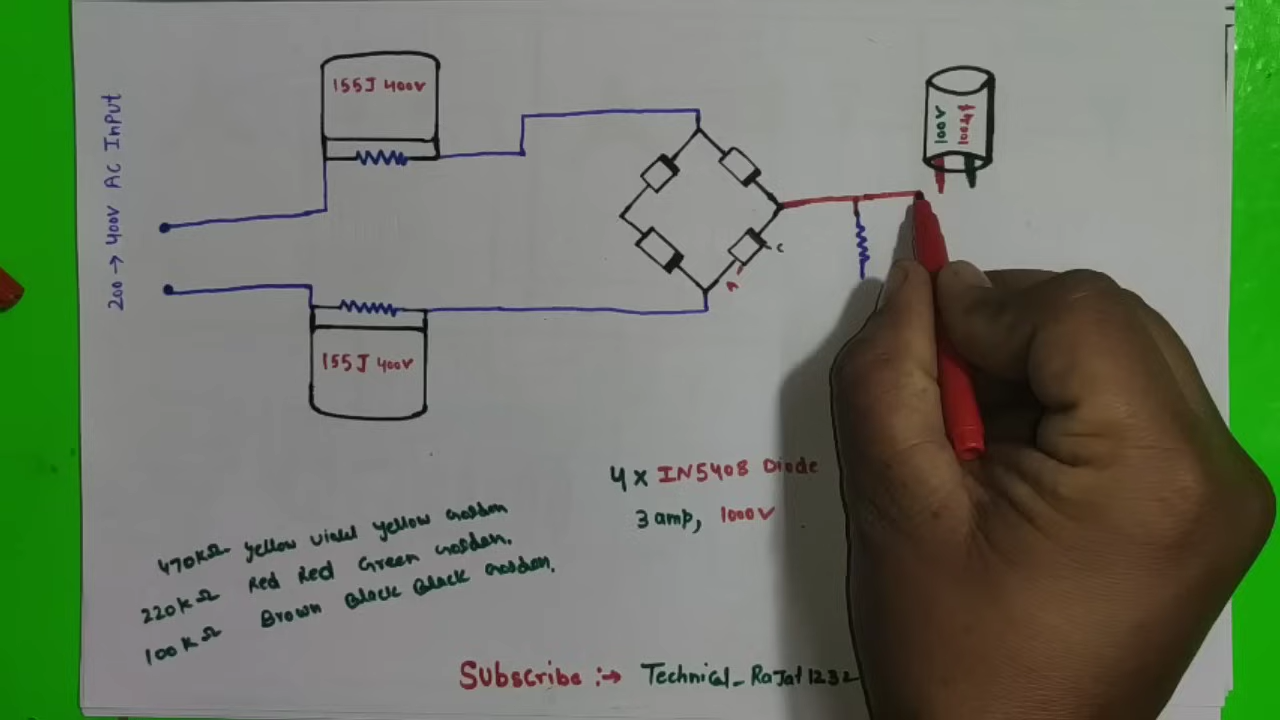 155J 400v
200 → 400V AC InPut
100V
100µf
C
A
155J 400v
4 x IN5408 Diode
3 amp, 1000V
470KΩ Yellow Violet Yellow Golden
220KΩ Red Red Green Golden.
100KΩ Brown Black Black Golden.
Subscribe :→ Technical_RaJat1232